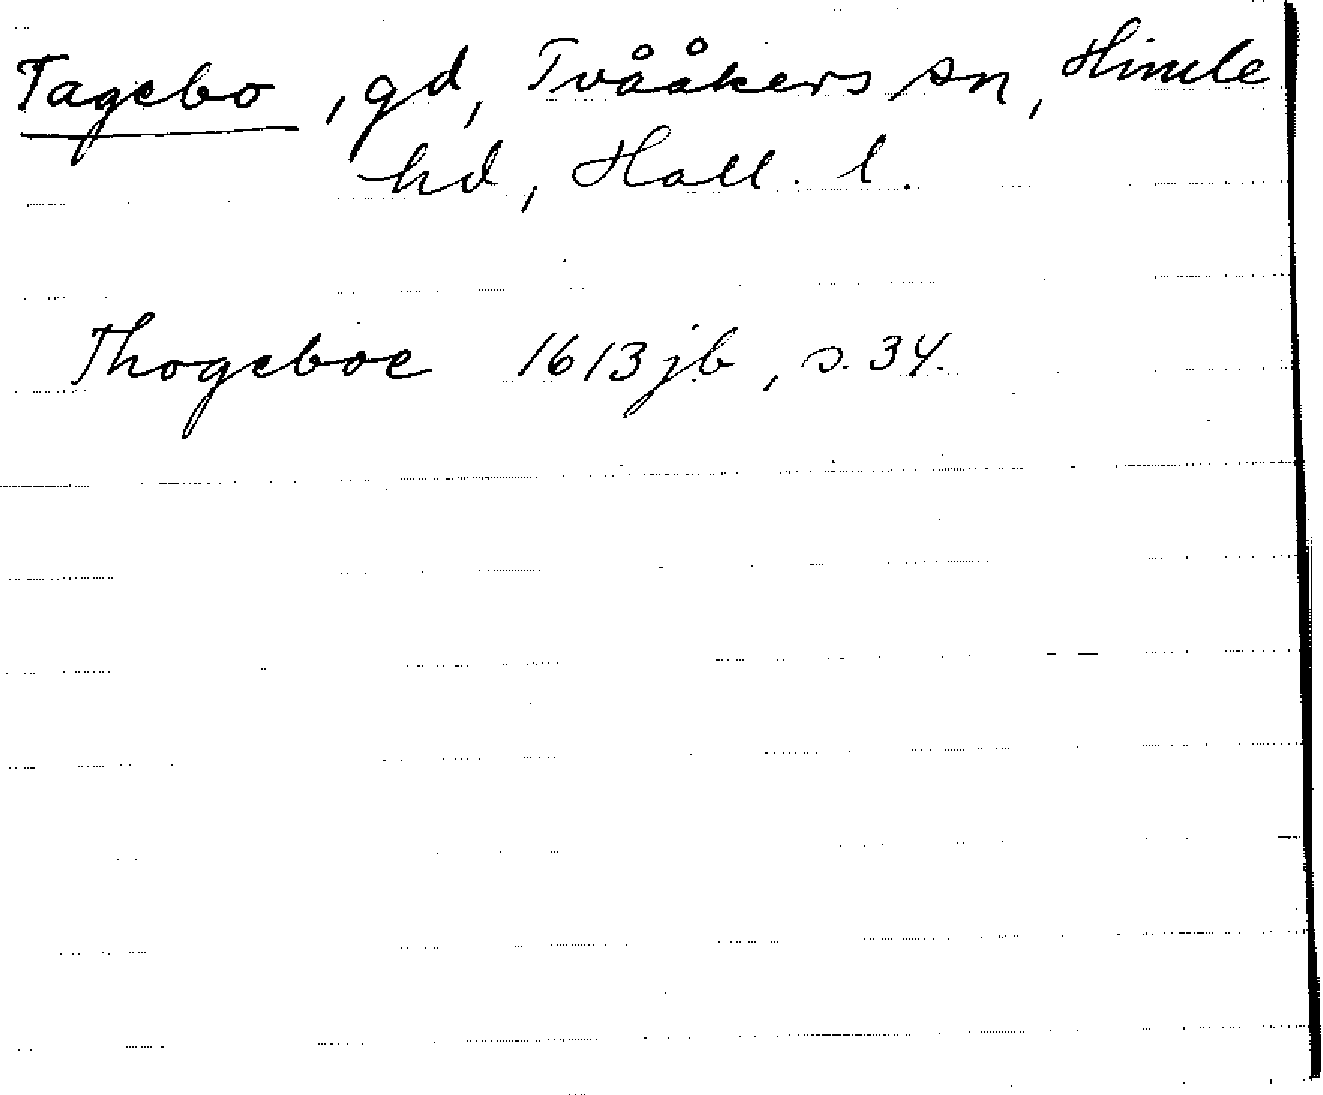 Tagebo, gd, Tvååkers sn, Himle
hd, Hall. l.
Thogeboe 1613 jb, s. 34.